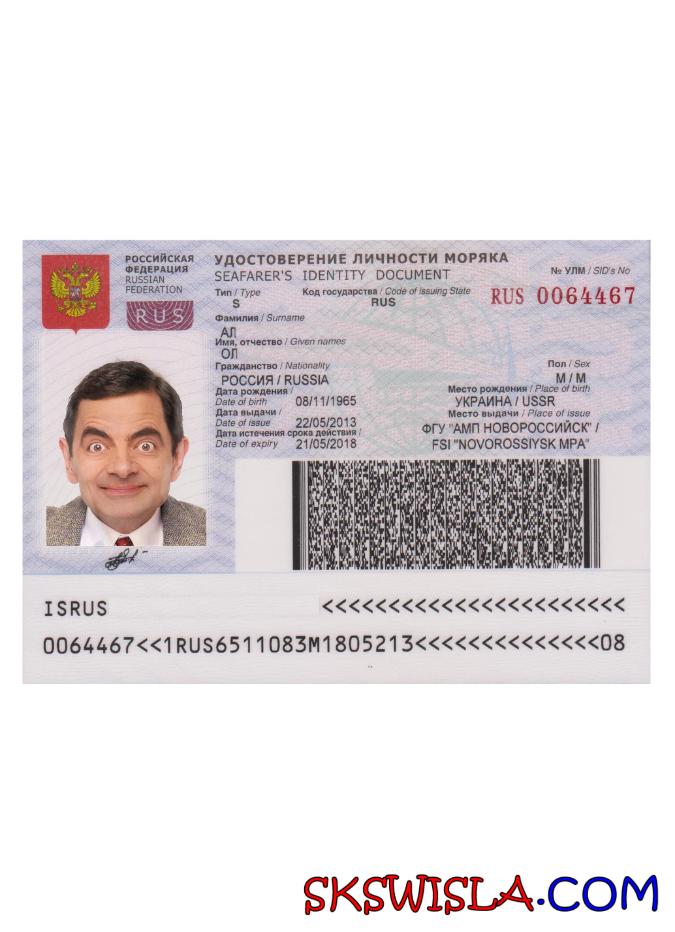 РОССИЙСКАЯ
ФЕДЕРАЦИЯ
RUSSIAN
FEDERATION
RUS
УДОСТОВЕРЕНИЕ ЛИЧНОСТИ МОРЯКА
SEAFARER'S IDENTITY DOCUMENT
№ УЛМ / SID's No
RUS 0064467
Тип / Type
S
Код государства / Code of issuing State
RUS
Фамилия / Surname
АЛ
Имя, отчество / Given names
ОЛ
Гражданство / Nationality
РОССИЯ / RUSSIA
Пол / Sex
М / M
Дата рождения /
Date of birth 08/11/1965
Место рождения / Place of birth
УКРАИНА / USSR
Дата выдачи /
Date of issue 22/05/2013
Место выдачи / Place of issue
ФГУ "АМП НОВОРОССИЙСК" /
FSI "NOVOROSSIYSK MPA"
Дата истечения срока действия /
Date of expiry 21/05/2018
ISRUS <<<<<<<<<<<<<<<<<<<<<<<
0064467<<1RUS6511083M1805213<<<<<<<<<<<<<<08
SKSWISLA.COM